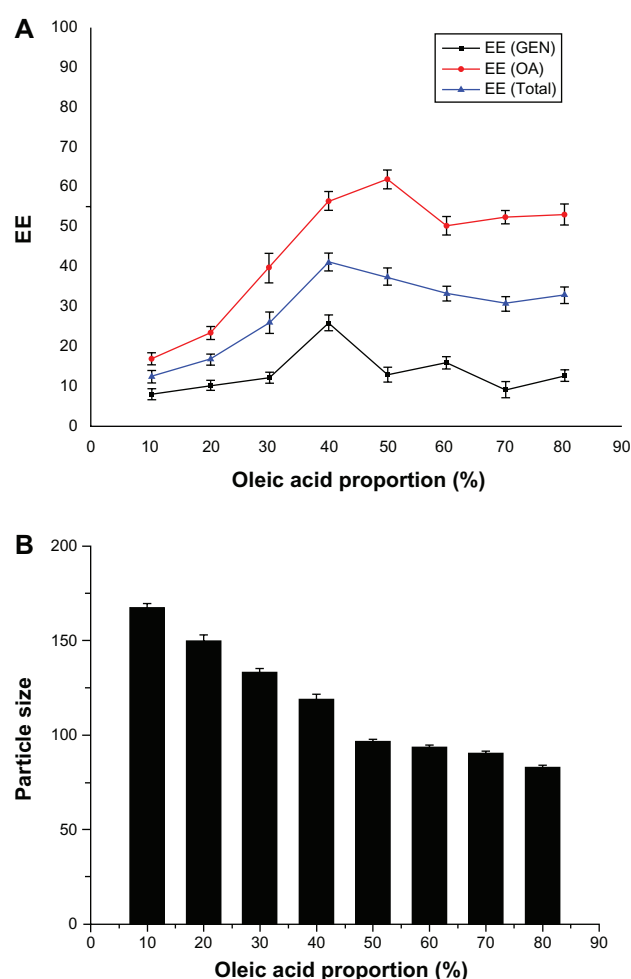 A
100
90
80
70
60
50
40
30
20
10
0
EE
EE (GEN)
EE (OA)
EE (Total)
0 10 20 30 40 50 60 70 80 90
Oleic acid proportion (%)
B
200
150
100
50
0
Particle size
0 10 20 30 40 50 60 70 80 90
Oleic acid proportion (%)